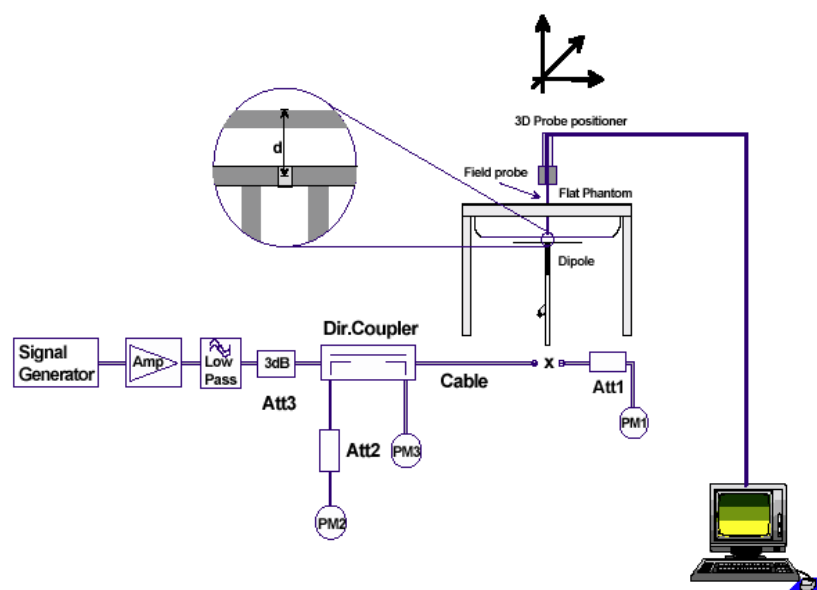 3D Probe positioner
d
Field probe
Flat Phantom
Dipole
Dir.Coupler
Signal
Generator
Amp
Low
Pass
3dB
Cable
x
Att1
Att3
Att2
PM3
PM1
PM2